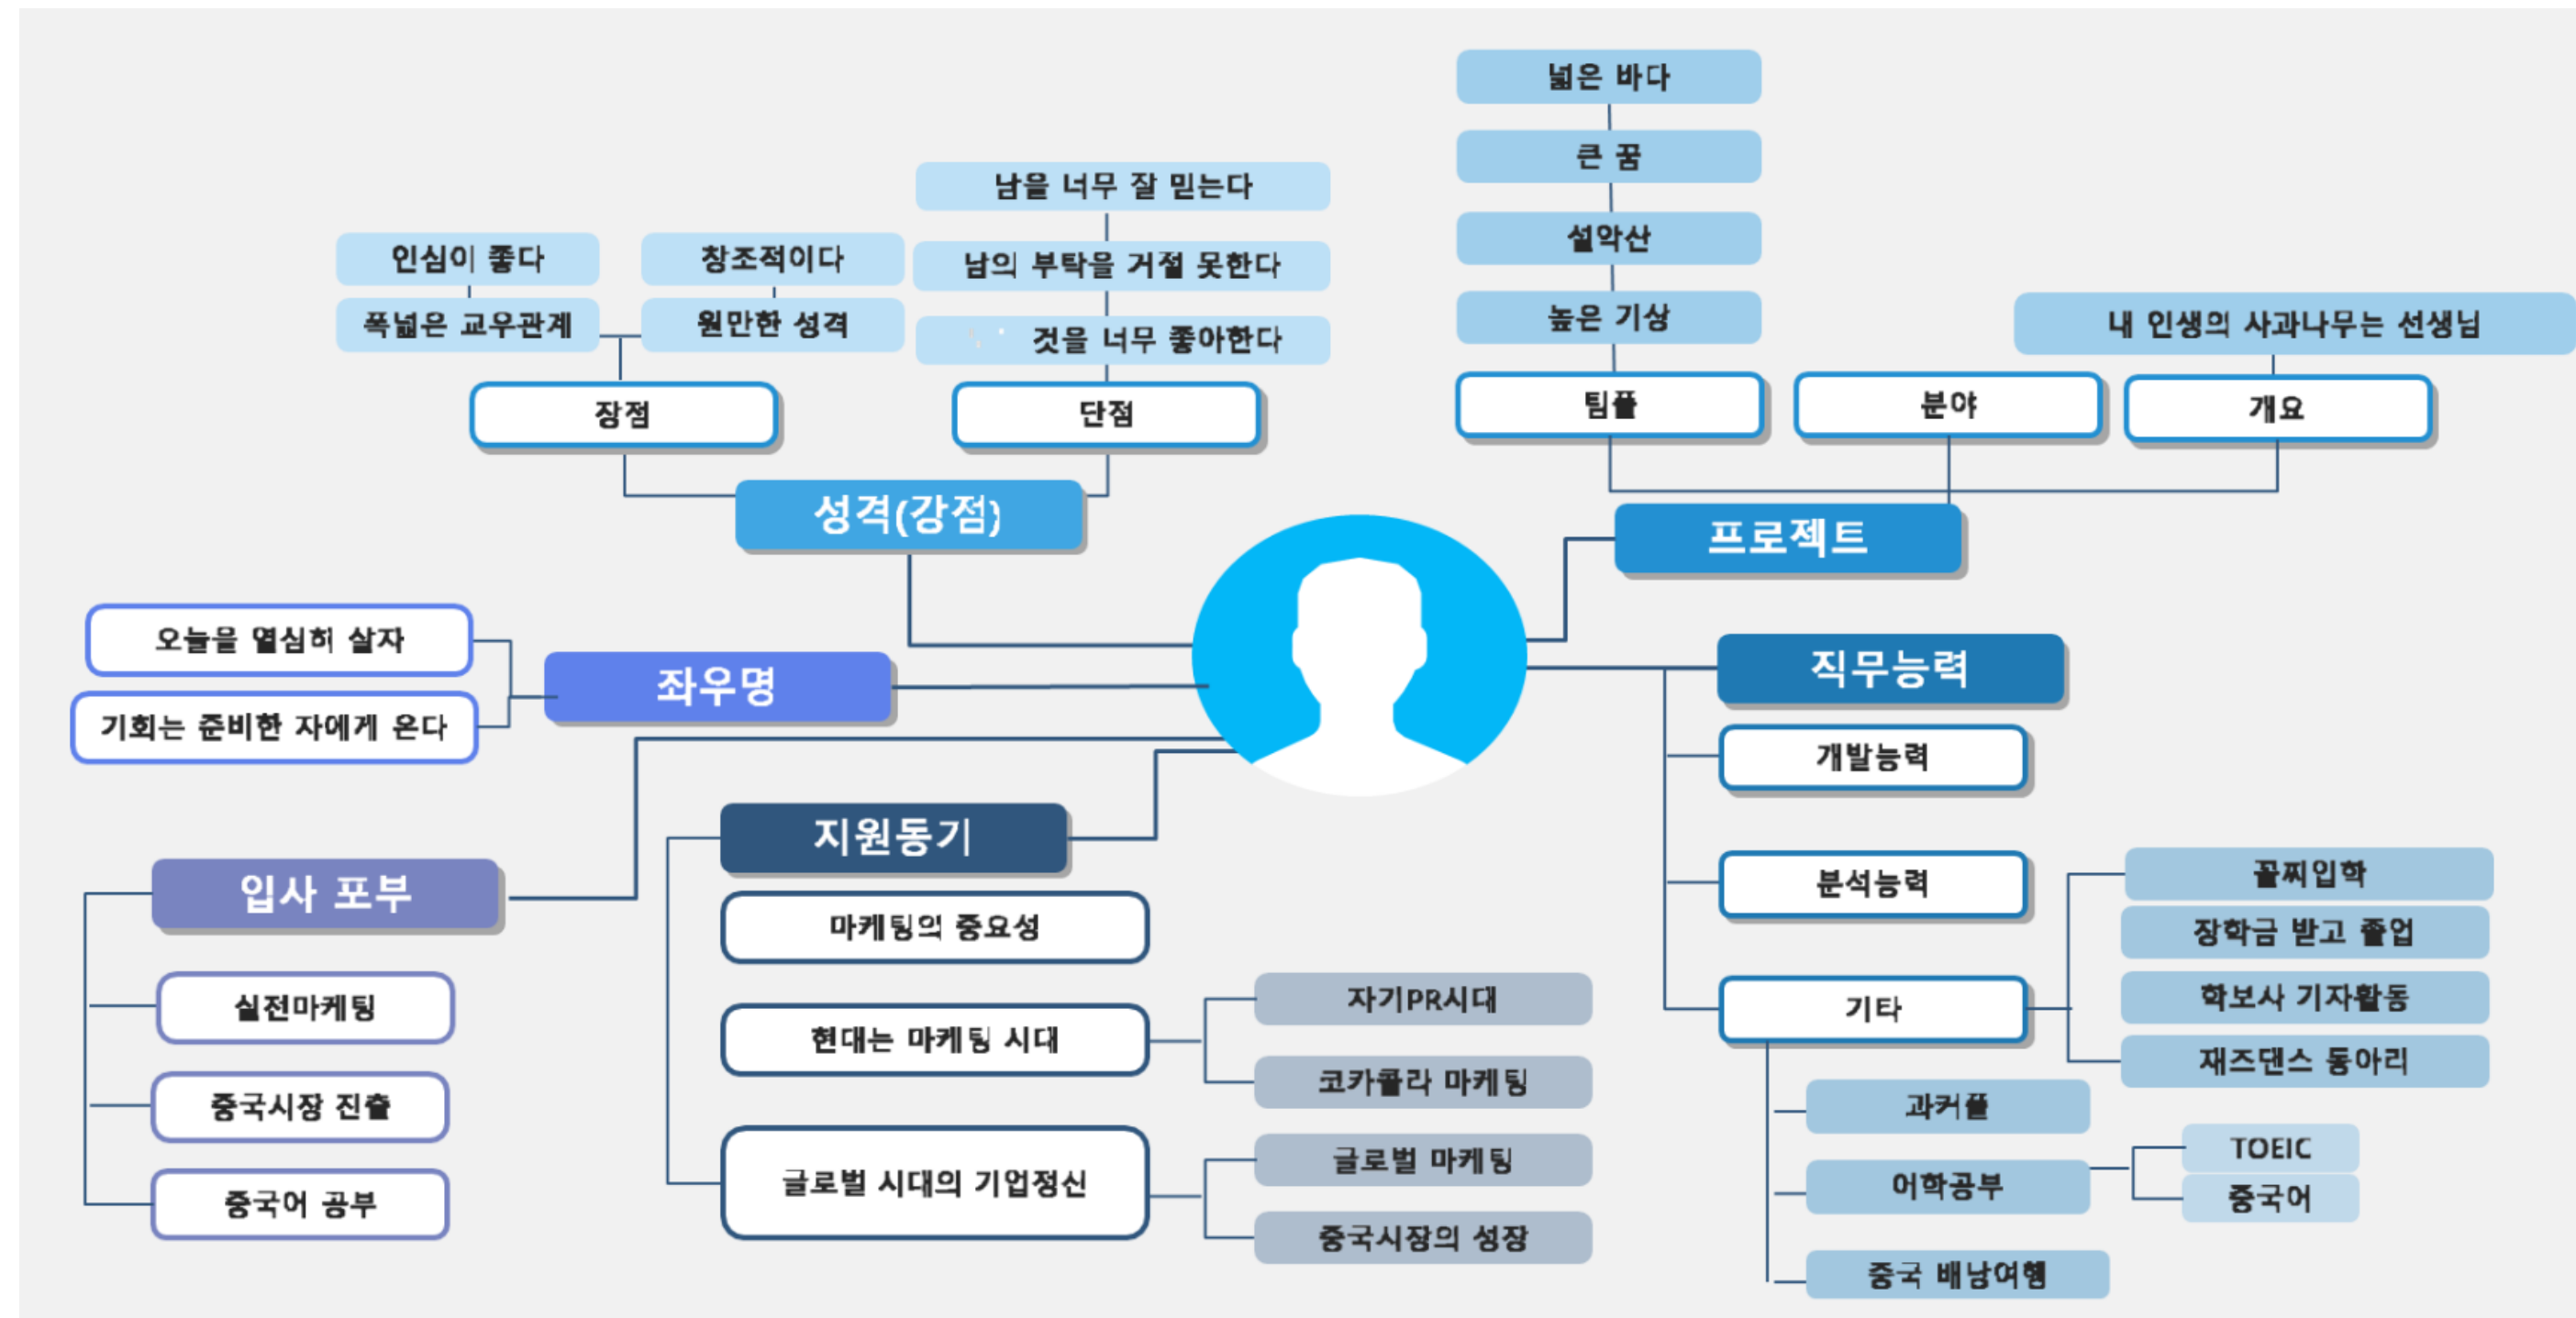 넓은 바다
큰 꿈
설악산
높은 기상
팀플
분야
내 인생의 사과나무는 선생님
개요
프로젝트
남을 너무 잘 믿는다
남의 부탁을 거절 못한다
것을 너무 좋아한다
단점
인심이 좋다
창조적이다
폭넓은 교우관계
원만한 성격
장점
성격(강점)
오늘을 열심히 살자
기회는 준비한 자에게 온다
좌우명
직무능력
개발능력
분석능력
기타
꼴찌입학
장학금 받고 졸업
학보사 기자활동
재즈댄스 동아리
과커플
어학공부
TOEIC
중국어
중국 배낭여행
지원동기
마케팅의 중요성
현대는 마케팅 시대
자기PR시대
코카콜라 마케팅
글로벌 시대의 기업정신
글로벌 마케팅
중국시장의 성장
입사 포부
실전마케팅
중국시장 진출
중국어 공부